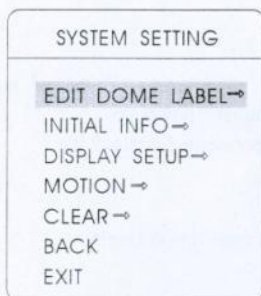 SYSTEM SETTING
EDIT DOME LABEL→
INITIAL INFO→
DISPLAY SETUP→
MOTION→
CLEAR→
BACK
EXIT